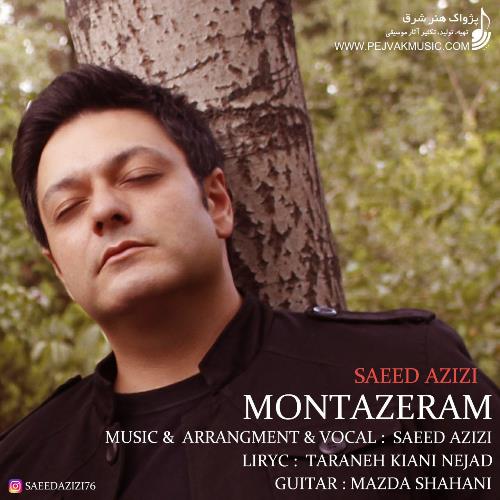 پژواک هنر شرق
تهیه، تولید، تکثیر آثار موسیقی
WWW.PEJVAKMUSIC.COM
SAEED AZIZI
MONTAZERAM
MUSIC & ARRANGMENT & VOCAL : SAEED AZIZI
LIRYC : TARANEH KIANI NEJAD
GUITAR : MAZDA SHAHANI
SAEEDAZIZI76